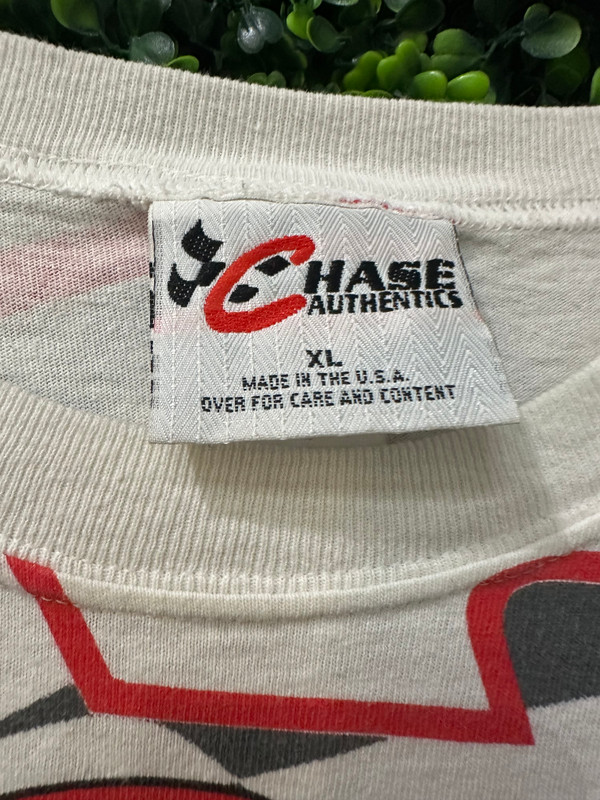 CHASE
AUTHENTICS
XL
MADE IN THE U.S.A.
OVER FOR CARE AND CONTENT